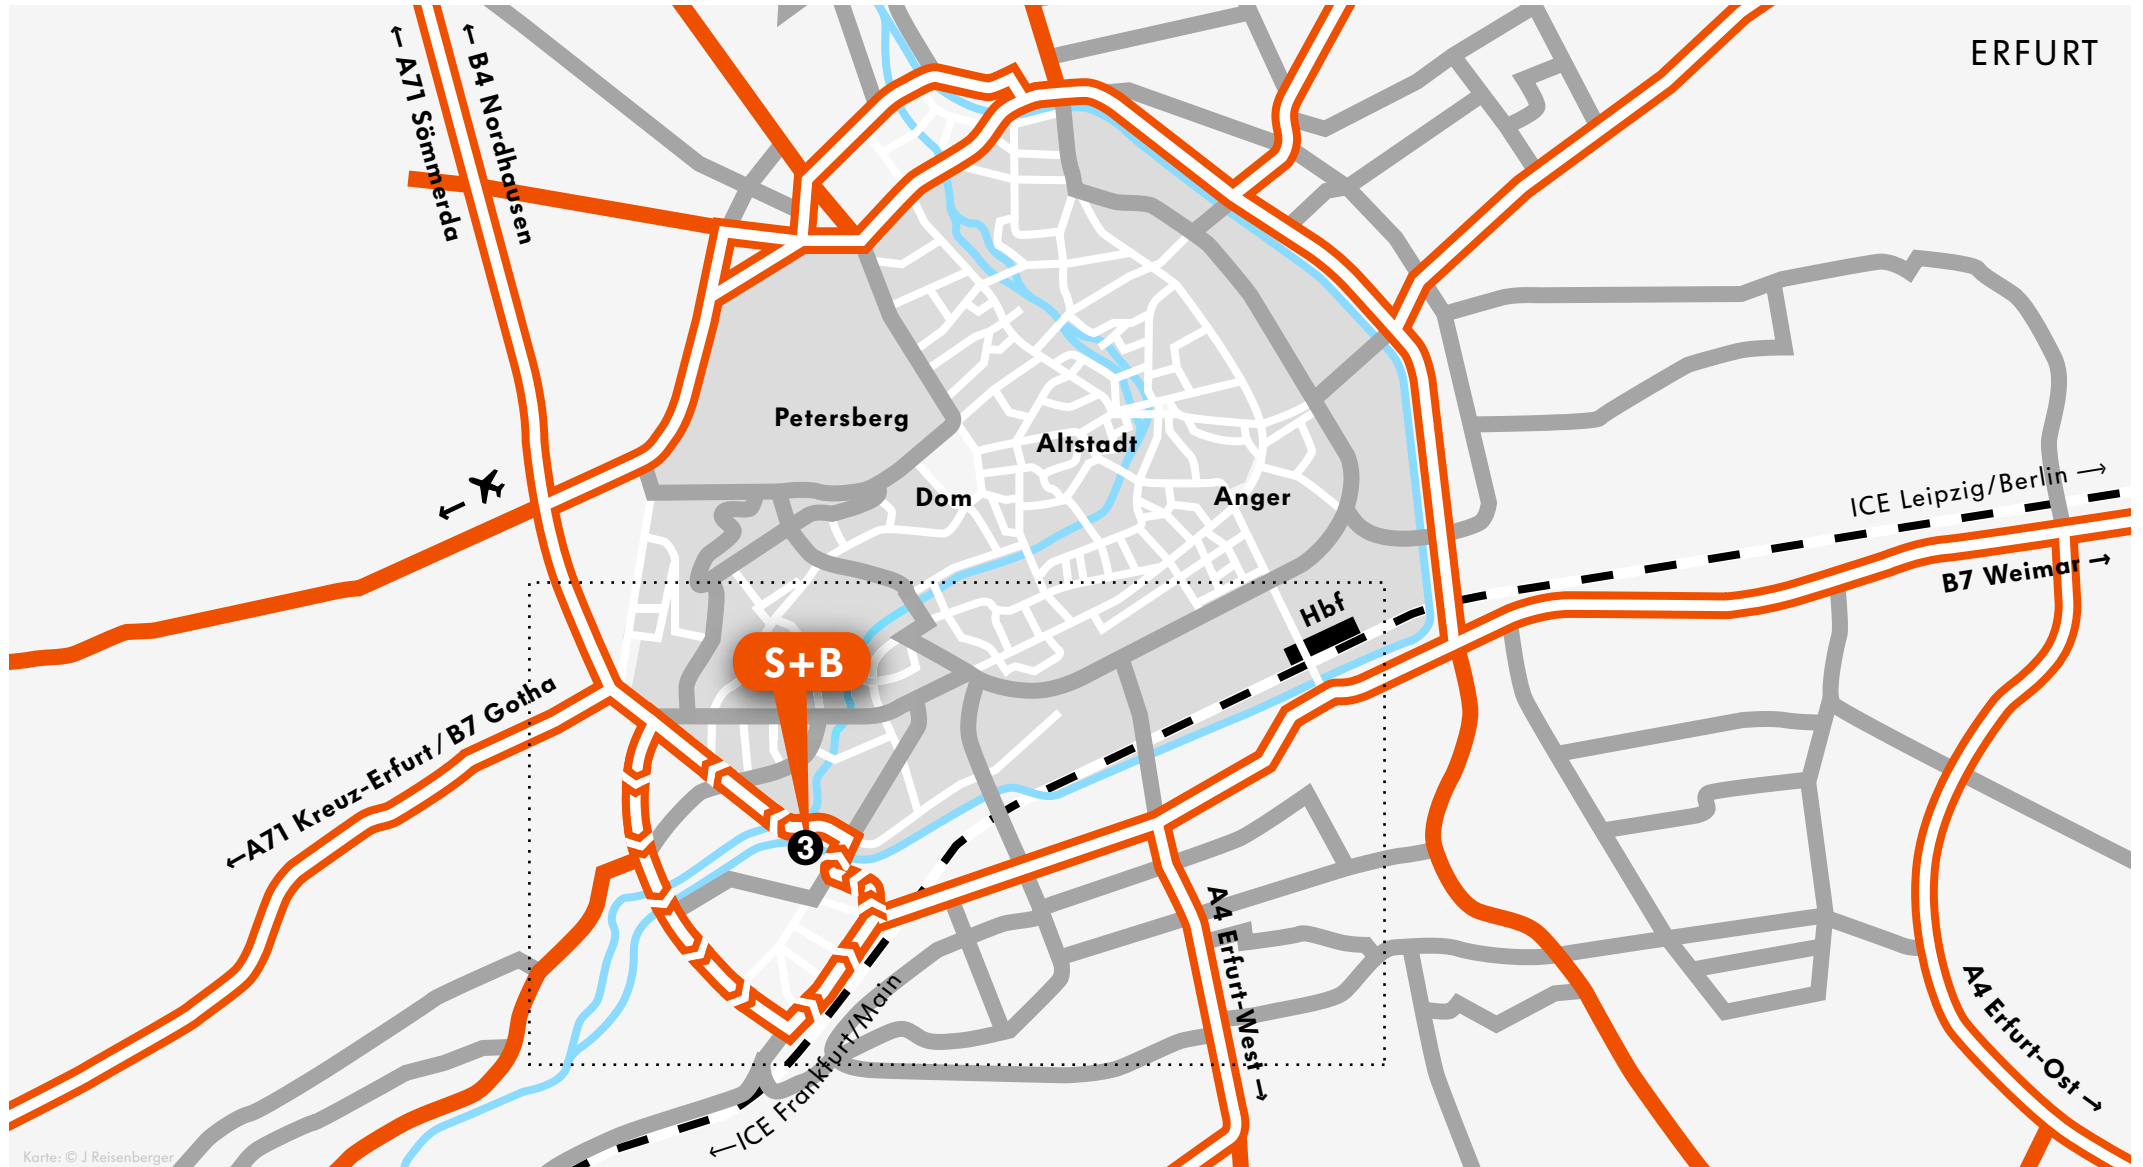 ERFURT
← A71 Sömmerda
← B4 Nordhausen
Petersberg
Altstadt
Dom
Anger
ICE Leipzig/Berlin →
B7 Weimar →
Hbf
S+B
←A71 Kreuz-Erfurt/B7 Gotha
3
A4 Erfurt-West →
A4 Erfurt-Ost →
←ICE Frankfurt/Main
Karte: © J Reisenberger